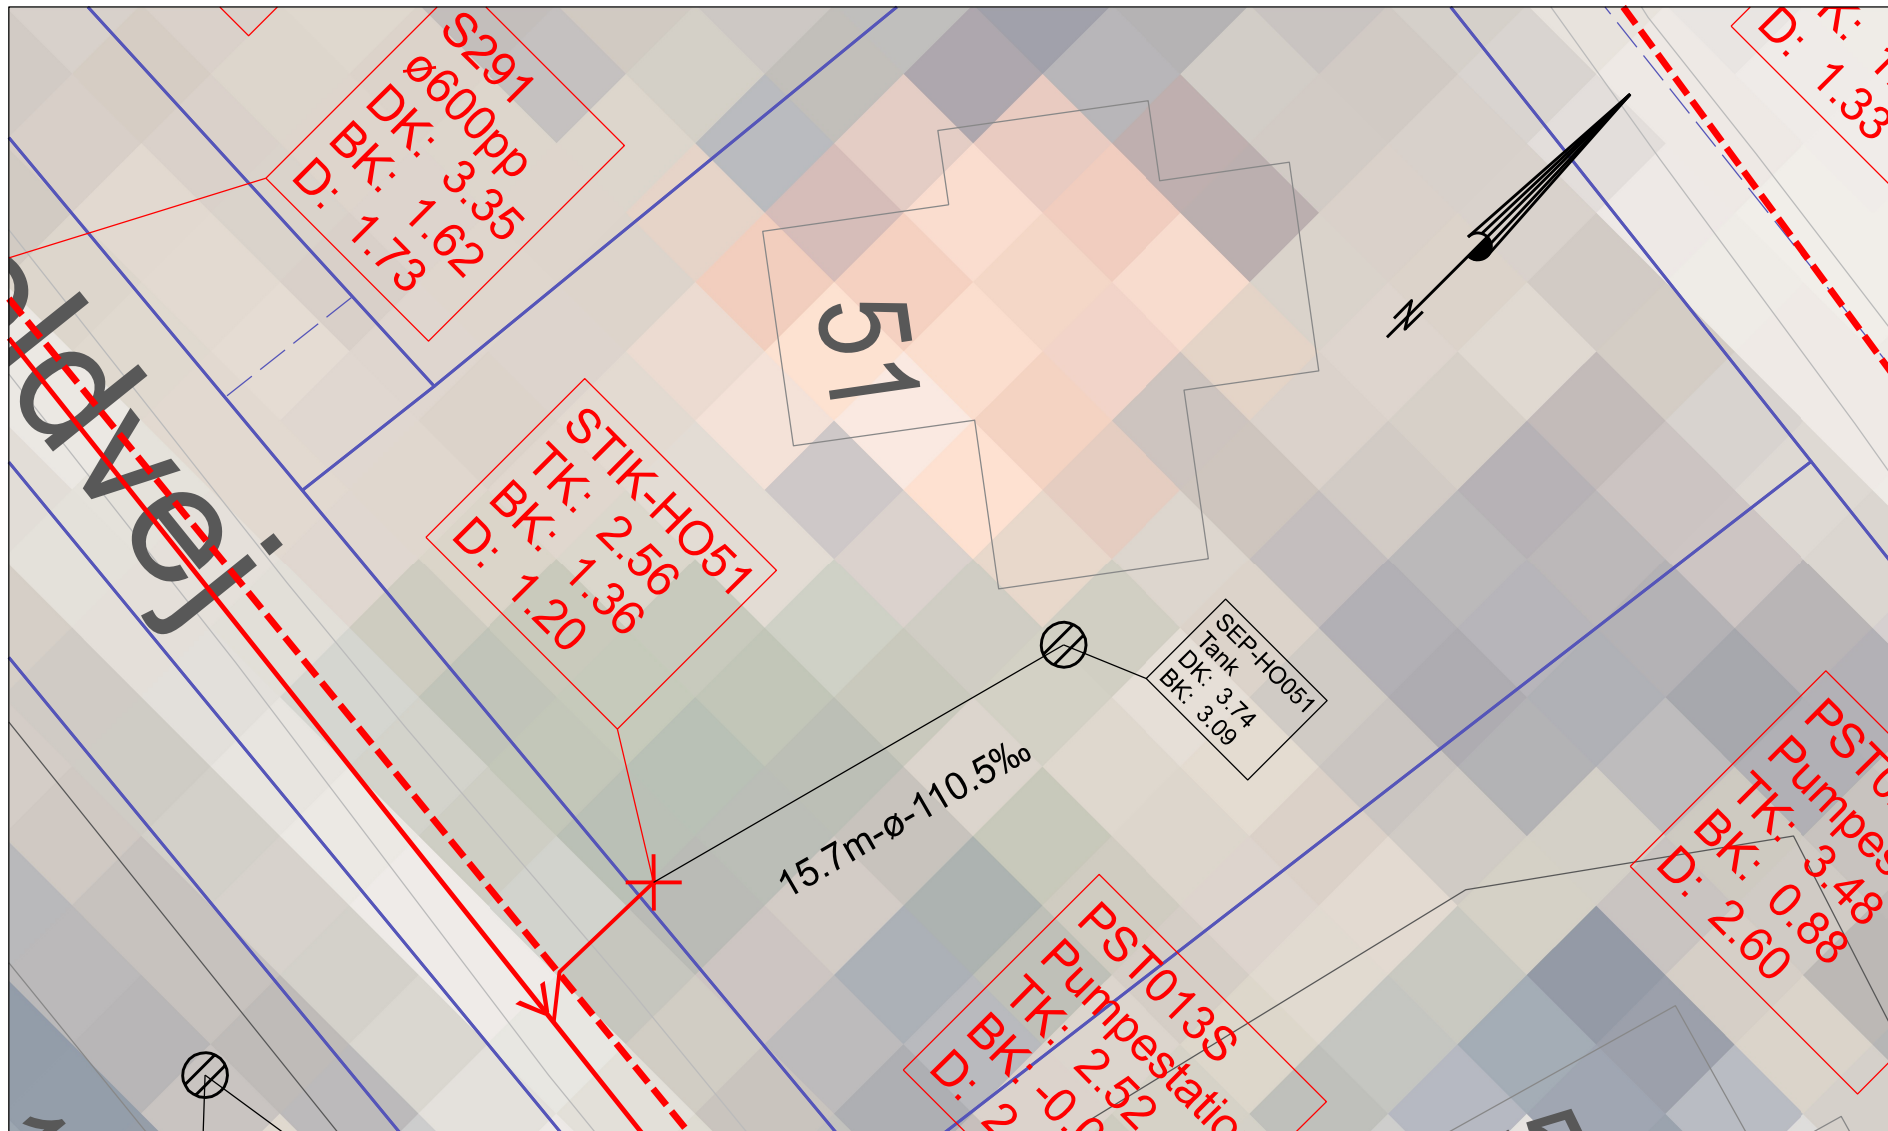 S291
ø600pp
DK: 3.35
BK: 1.62
D: 1.73
D: 1.33
51
N
STIK-HO51
TK: 2.56
BK: 1.36
D: 1.20
SEP-HO051
Tank
DK: 3.74
BK: 3.09
15.7m-ø-110.5‰
TK: 3.48
BK: 0.88
D: 2.60
PST013S
TK: 2.52